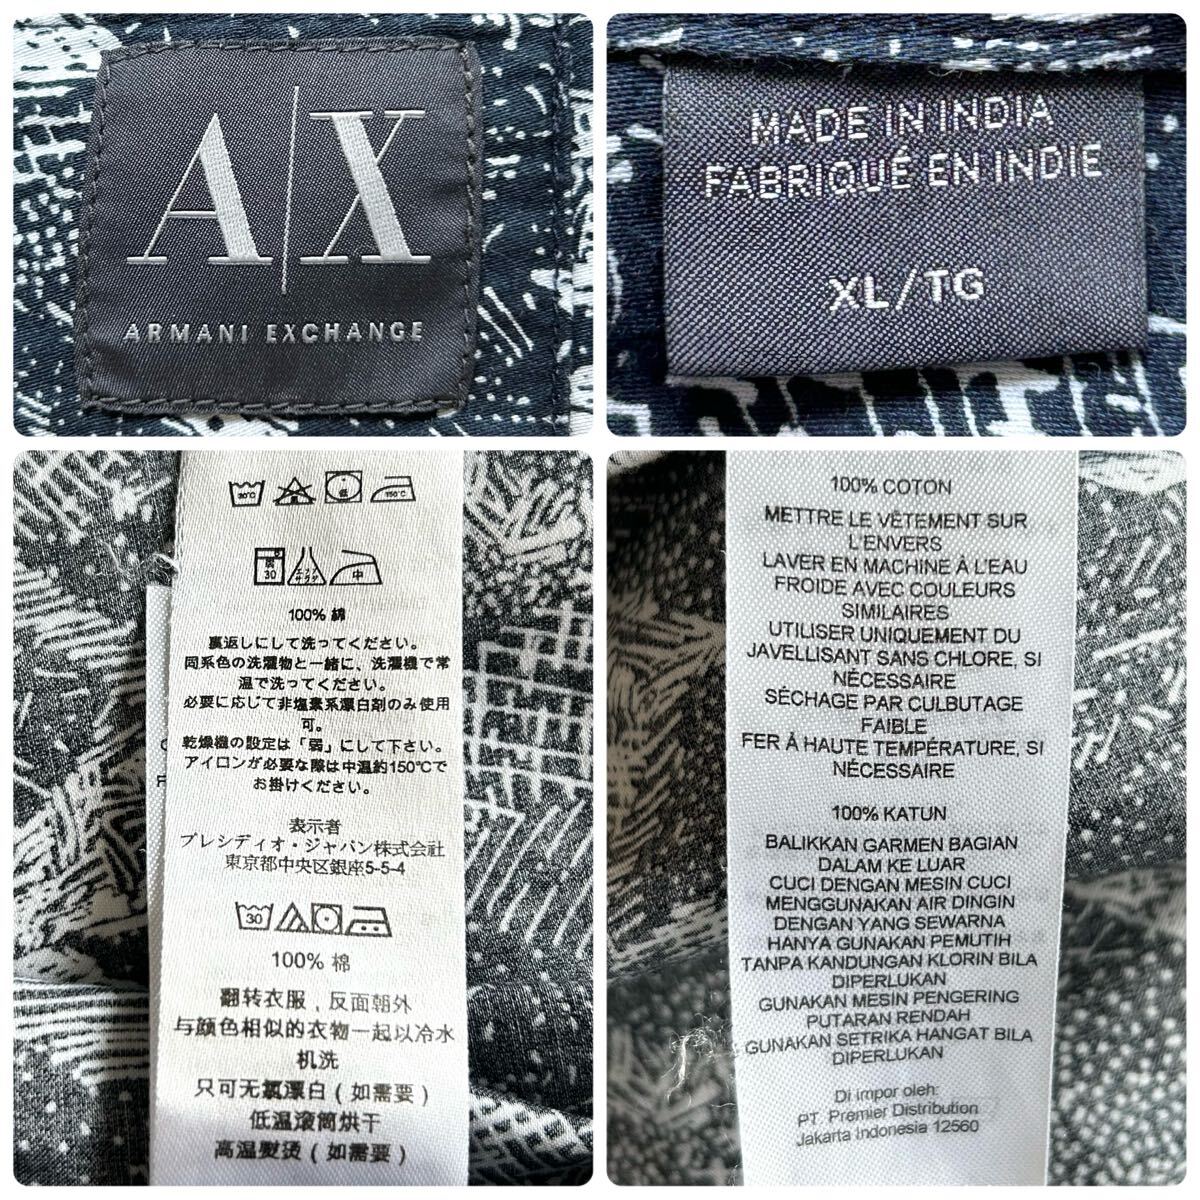 A|X
ARMANI EXCHANGE
MADE IN INDIA
FABRIQUÉ EN INDIE
XL/TG
30°C
低
150°C
30
中
100% 綿
裏返しにして洗ってください。
同系色の洗濯物と一緒に、洗濯機で常
温で洗ってください。
必要に応じて非塩素系漂白剤のみ使用
可。
乾燥機の設定は「弱」にして下さい。
アイロンが必要な際は中温約150℃で
お掛けください。
表示者
プレシディオ・ジャパン株式会社
東京都中央区銀座5-5-4
30
100% 棉
翻转衣服，反面朝外
与颜色相似的衣物一起以冷水
机洗
只可无氯漂白（如需要）
低温滚筒烘干
高温熨烫（如需要）
100% COTON
METTRE LE VÊTEMENT SUR
L'ENVERS
LAVER EN MACHINE À L'EAU
FROIDE AVEC COULEURS
SIMILAIRES
UTILISER UNIQUEMENT DU
JAVELLISANT SANS CHLORE, SI
NÉCESSAIRE
SÉCHAGE PAR CULBUTAGE
FAIBLE
FER À HAUTE TEMPÉRATURE, SI
NÉCESSAIRE
100% KATUN
BALIKKAN GARMEN BAGIAN
DALAM KE LUAR
CUCI DENGAN MESIN CUCI
MENGGUNAKAN AIR DINGIN
DENGAN YANG SEWARNA
HANYA GUNAKAN PEMUTIH
TANPA KANDUNGAN KLORIN BILA
DIPERLUKAN
GUNAKAN MESIN PENGERING
PUTARAN RENDAH
GUNAKAN SETRIKA HANGAT BILA
DIPERLUKAN
Di impor oleh:
PT. Premier Distribution
Jakarta Indonesia 12560